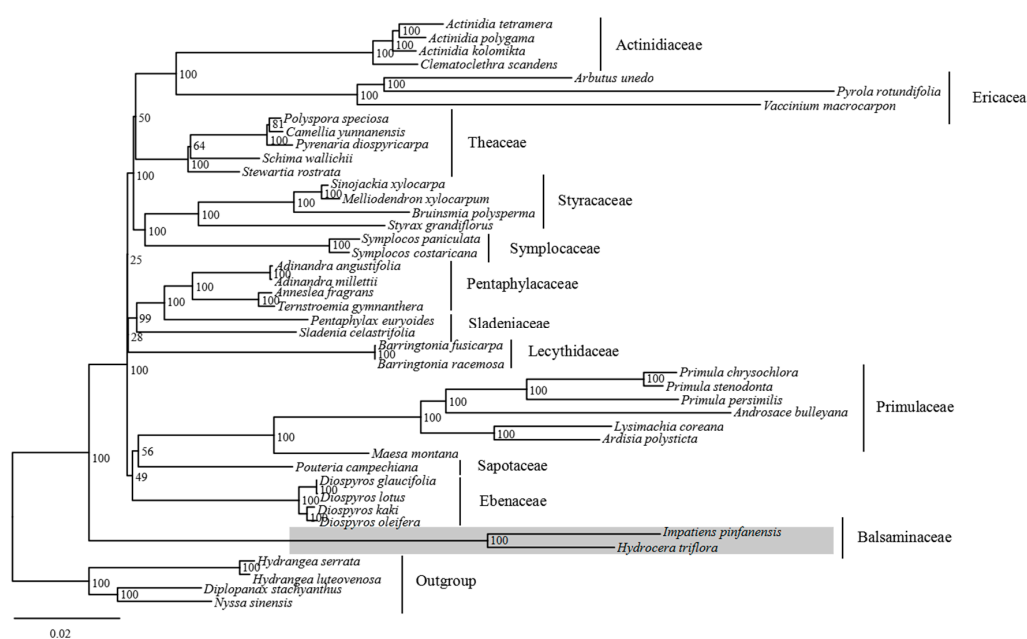 Actinidia tetramera
100
Actinidia polygama
Actinidiaceae
100
Actinidia kolomikta
100
Clematoclethra scandens
100
Arbutus unedo
100
Pyrola rotundifolia
100
Ericacea
Vaccinium macrocarpon
50
Polyspora speciosa
81
Camellia yunnanensis
100
Pyrenaria diospyricarpa
Theaceae
64
Schima wallichii
100
Stewartia rostrata
100
Sinojackia xylocarpa
100
Melliodendron xylocarpum
100
Styracaceae
Bruinsmia polysperma
100
Styrax grandiflorus
100
Symplocos paniculata
100
Symplocaceae
Symplocos costaricana
25
Adinandra angustifolia
100
Adinandra millettii
100
Pentaphylacaceae
Anneslea fragrans
100
100
Ternstroemia gymnanthera
99
Pentaphylax euryoides
Sladeniaceae
Sladenia celastrifolia
28
Barringtonia fusicarpa
100
Lecythidaceae
Barringtonia racemosa
100
Primula chrysochlora
100
Primula stenodonta
100
Primula persimilis
100
Primulaceae
Androsace bulleyana
100
Lysimachia coreana
100
Ardisia polysticta
100
Maesa montana
56
Pouteria campechiana
Sapotaceae
49
Diospyros glaucifolia
100
Diospyros lotus
100
Ebenaceae
Diospyros kaki
100
Diospyros oleifera
100
Impatiens pinfanensis
100
Balsaminaceae
Hydrocera triflora
Hydrangea serrata
100
Hydrangea luteovenosa
100
Outgroup
Diplopanax stachyanthus
100
Nyssa sinensis
0.02